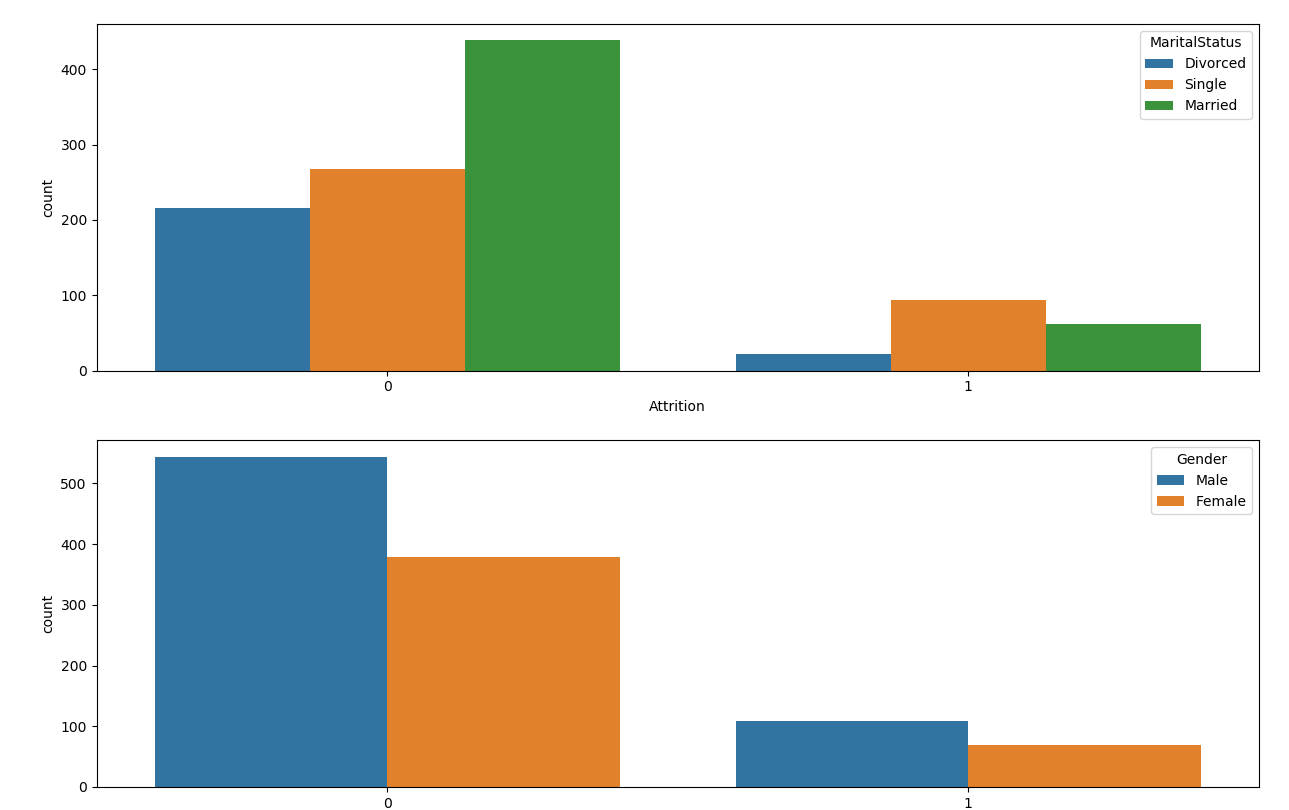 MaritalStatus
Divorced
Single
Married
400
300
200
100
0
count
0 1
Attrition
Gender
Male
Female
500
400
300
200
100
0
count
0 1